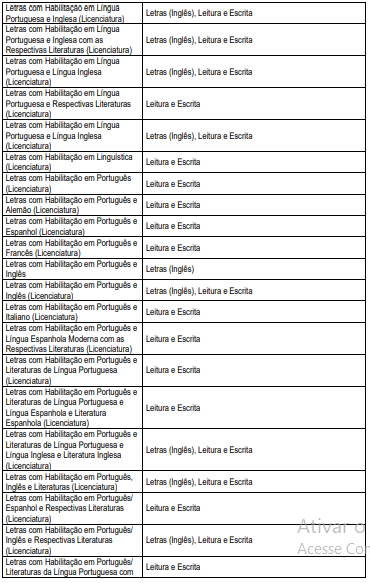 Letras com Habilitação em Língua
Portuguesa e Inglesa (Licenciatura)
Letras (Inglês), Leitura e Escrita
Letras com Habilitação em Língua
Portuguesa e Inglesa com as
Respectivas Literaturas (Licenciatura)
Letras (Inglês), Leitura e Escrita
Letras com Habilitação em Língua
Portuguesa e Língua Inglesa
(Licenciatura)
Letras (Inglês), Leitura e Escrita
Letras com Habilitação em Língua
Portuguesa e Respectivas Literaturas
(Licenciatura)
Leitura e Escrita
Letras com Habilitação em Língua
Portuguesa e Língua Inglesa
(Licenciatura)
Letras (Inglês), Leitura e Escrita
Letras com Habilitação em Linguística
(Licenciatura)
Leitura e Escrita
Letras com Habilitação em Português
(Licenciatura)
Leitura e Escrita
Letras com Habilitação em Português e
Alemão (Licenciatura)
Leitura e Escrita
Letras com Habilitação em Português e
Espanhol (Licenciatura)
Leitura e Escrita
Letras com Habilitação em Português e
Francês (Licenciatura)
Leitura e Escrita
Letras com Habilitação em Português e
Inglês
Letras (Inglês)
Letras com Habilitação em Português e
Inglês (Licenciatura)
Letras (Inglês), Leitura e Escrita
Letras com Habilitação em Português e
Italiano (Licenciatura)
Leitura e Escrita
Letras com Habilitação em Português e
Língua Espanhola Moderna com as
Respectivas Literaturas (Licenciatura)
Leitura e Escrita
Letras com Habilitação em Português e
Literaturas de Língua Portuguesa
(Licenciatura)
Leitura e Escrita
Letras com Habilitação em Português e
Literaturas de Língua Portuguesa e
Língua Espanhola e Literatura
Espanhola (Licenciatura)
Leitura e Escrita
Letras com Habilitação em Português e
Literaturas de Língua Portuguesa e
Língua Inglesa e Literatura Inglesa
(Licenciatura)
Letras (Inglês), Leitura e Escrita
Letras com Habilitação em Português,
Inglês e Literaturas (Licenciatura)
Letras (Inglês), Leitura e Escrita
Letras com Habilitação em Português/
Espanhol e Respectivas Literaturas
(Licenciatura)
Leitura e Escrita
Letras com Habilitação em Português/
Inglês e Respectivas Literaturas
(Licenciatura)
Letras (Inglês), Leitura e Escrita
Ativar o
Acesse Con
Letras com Habilitação em Português/
Literaturas da Língua Portuguesa com
Leitura e Escrita